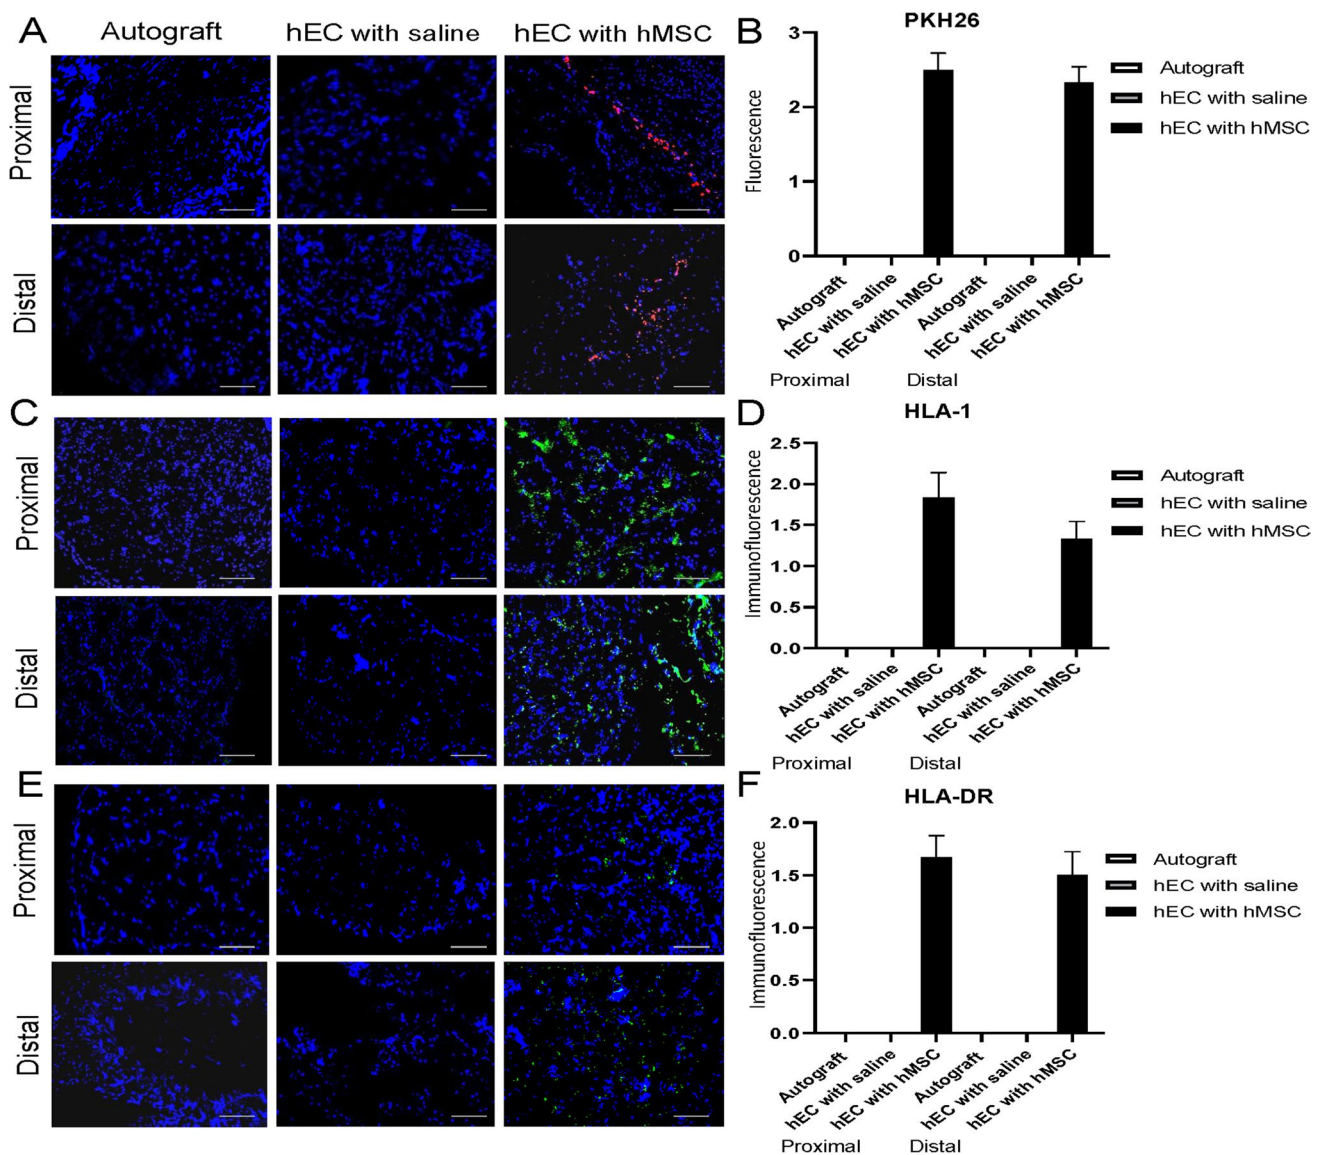 A
Autograft
hEC with saline
hEC with hMSC
Proximal
Distal
B
PKH26
Fluorescence
3
2
1
0
Autograft
hEC with saline
hEC with hMSC
Autograft
hEC with saline
hEC with hMSC
Proximal
Distal
Autograft
hEC with saline
hEC with hMSC
C
Proximal
Distal
D
HLA-1
Immunofluorescence
2.5
2.0
1.5
1.0
0.5
0.0
Autograft
hEC with saline
hEC with hMSC
Autograft
hEC with saline
hEC with hMSC
Proximal
Distal
Autograft
hEC with saline
hEC with hMSC
E
Proximal
Distal
F
HLA-DR
Immunofluorescence
2.0
1.5
1.0
0.5
0.0
Autograft
hEC with saline
hEC with hMSC
Autograft
hEC with saline
hEC with hMSC
Proximal
Distal
Autograft
hEC with saline
hEC with hMSC